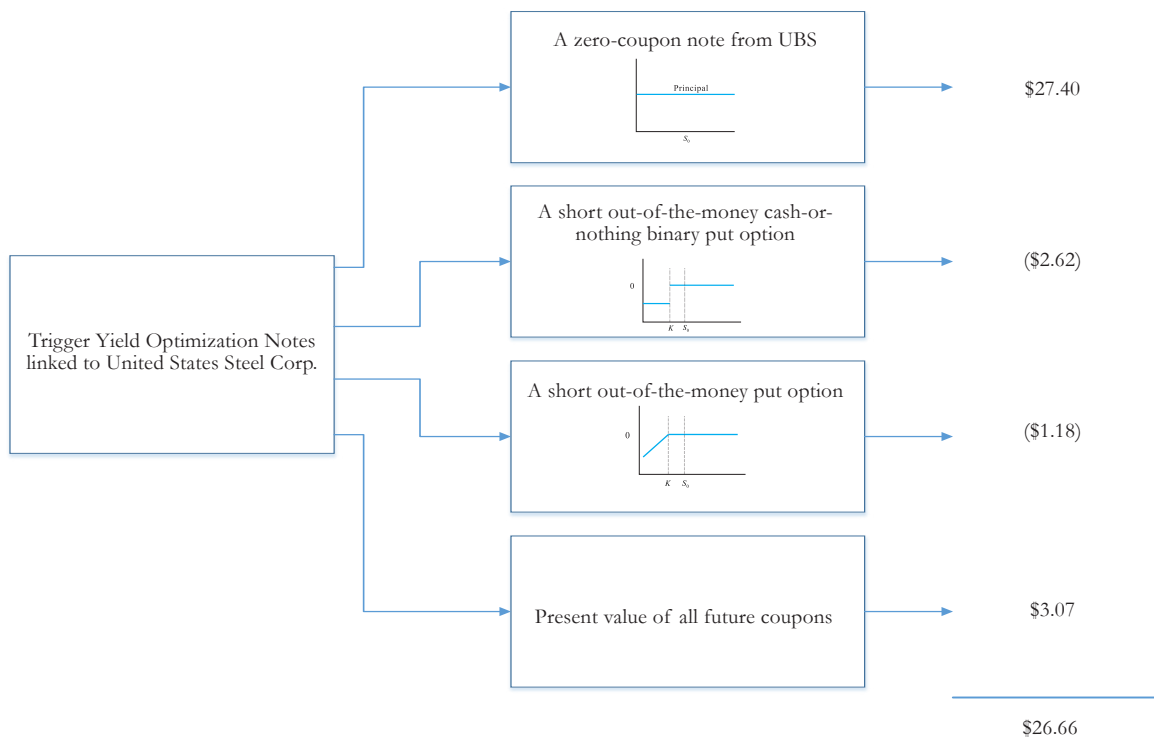 A zero-coupon note from UBS
Principal
S₀
$27.40
A short out-of-the-money cash-or-
nothing binary put option
0
K S₀
($2.62)
Trigger Yield Optimization Notes
linked to United States Steel Corp.
A short out-of-the-money put option
0
K S₀
($1.18)
Present value of all future coupons
$3.07
$26.66